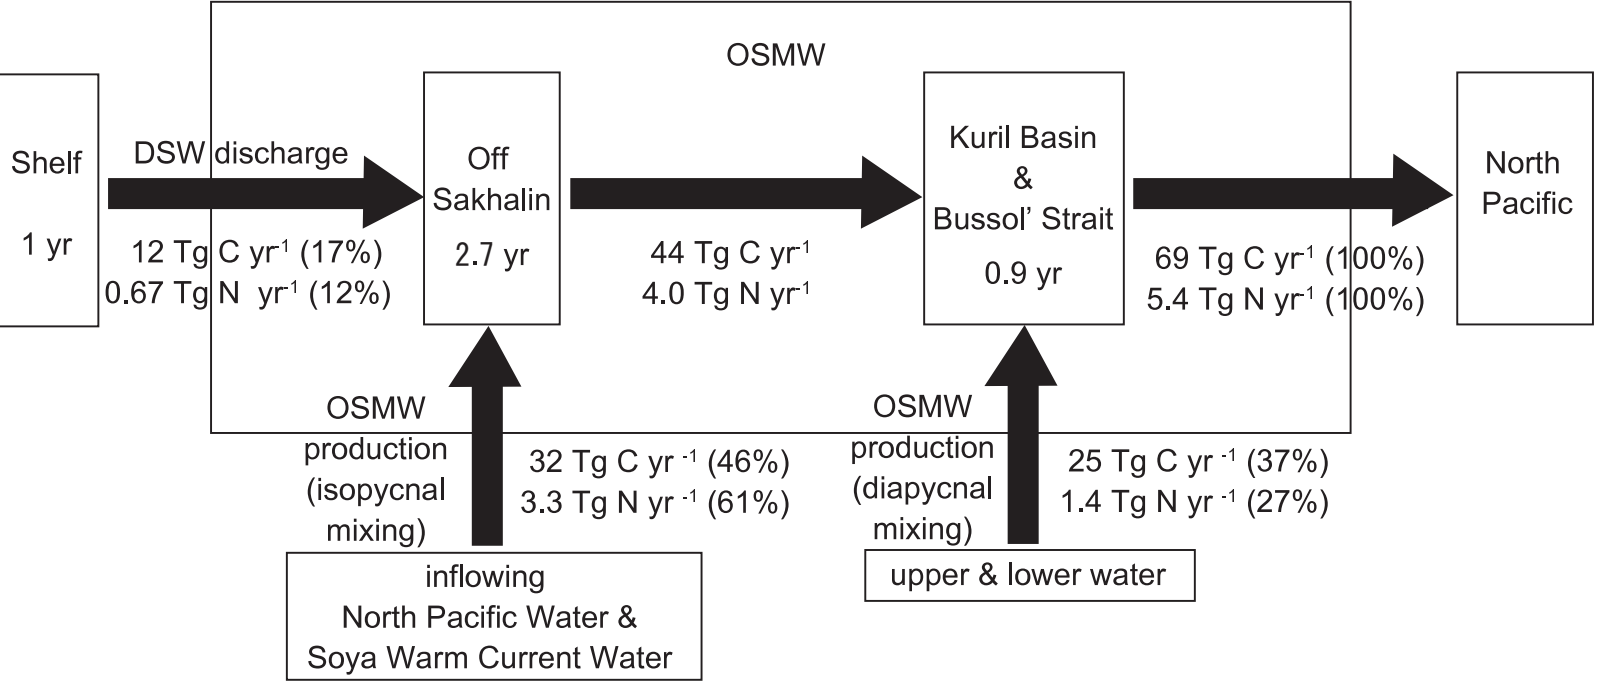 OSMW
Shelf
1 yr
DSW discharge
12 Tg C yr⁻¹ (17%)
0.67 Tg N yr⁻¹ (12%)
Off
Sakhalin
2.7 yr
44 Tg C yr⁻¹
4.0 Tg N yr⁻¹
Kuril Basin
&
Bussol' Strait
0.9 yr
69 Tg C yr⁻¹ (100%)
5.4 Tg N yr⁻¹ (100%)
North
Pacific
OSMW
production
(isopycnal
mixing)
32 Tg C yr ⁻¹ (46%)
3.3 Tg N yr ⁻¹ (61%)
OSMW
production
(diapycnal
mixing)
25 Tg C yr ⁻¹ (37%)
1.4 Tg N yr ⁻¹ (27%)
inflowing
North Pacific Water &
Soya Warm Current Water
upper & lower water